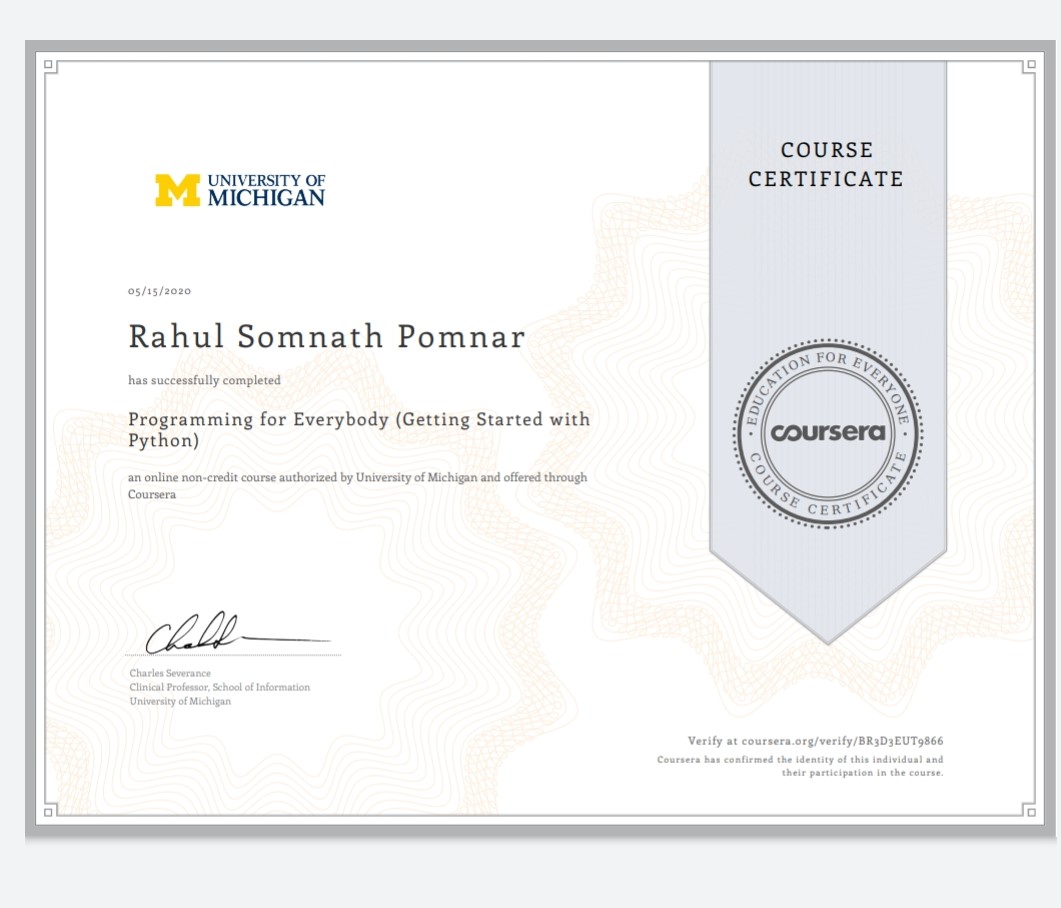 COURSE
CERTIFICATE
M UNIVERSITY OF
MICHIGAN
05/15/2020
Rahul Somnath Pomnar
has successfully completed
Programming for Everybody (Getting Started with
Python)
an online non-credit course authorized by University of Michigan and offered through
Coursera
EDUCATION FOR EVERYONE
coursera
COURSE CERTIFICATE
Charles Severance
Clinical Professor, School of Information
University of Michigan
Verify at coursera.org/verify/BR3D3EUT9866
Coursera has confirmed the identity of this individual and
their participation in the course.